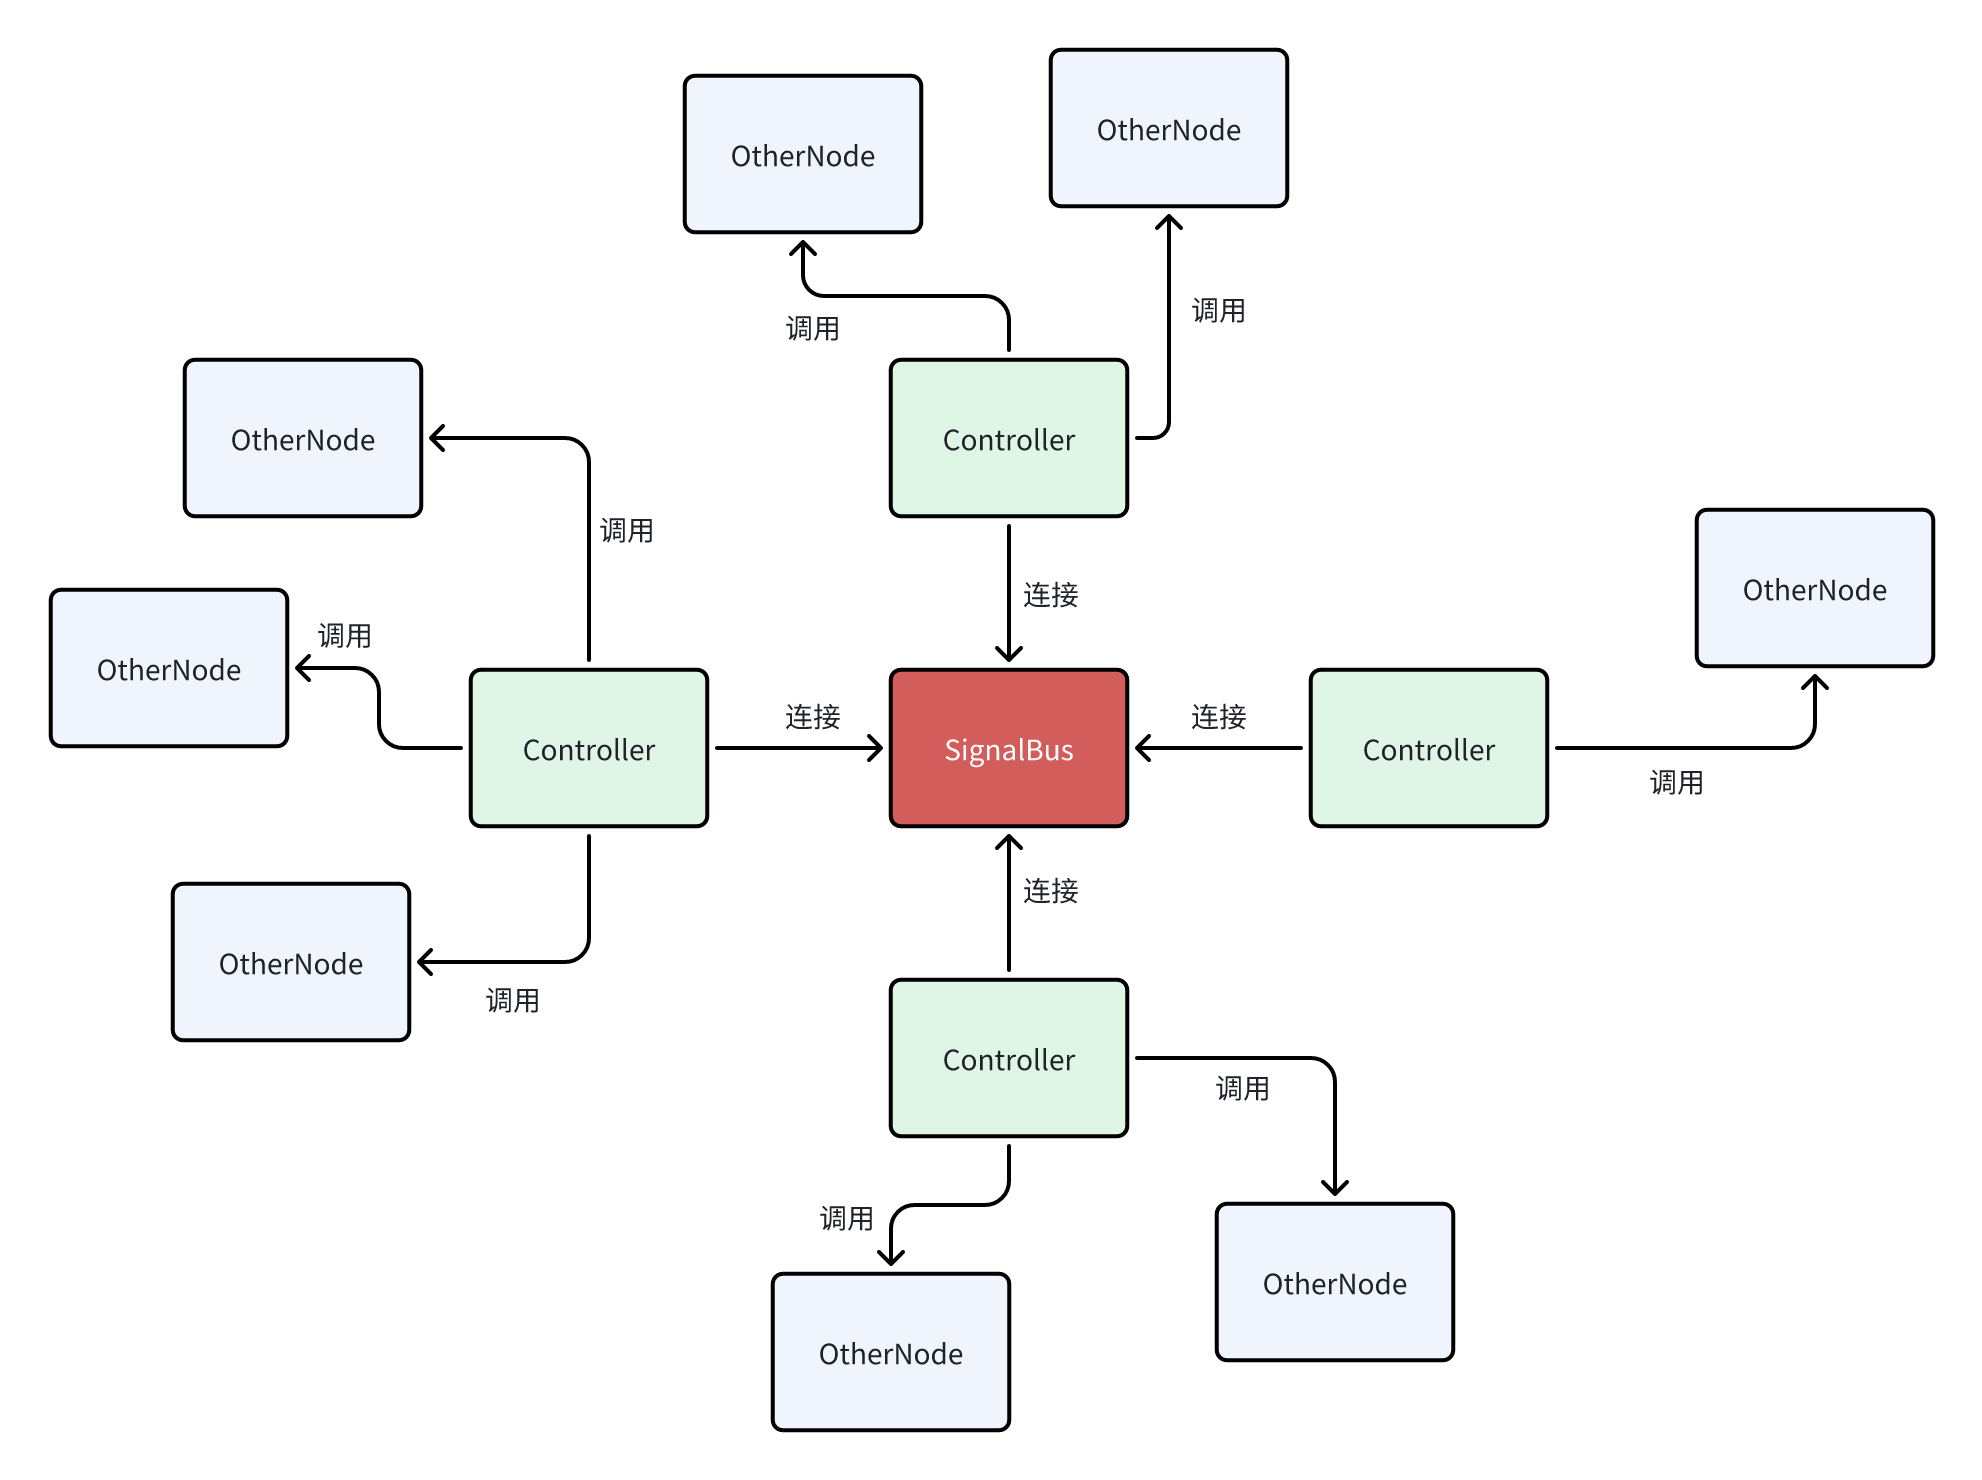 OtherNode
OtherNode
调用
调用
OtherNode
Controller
调用
OtherNode
连接
调用
OtherNode
连接
连接
Controller
SignalBus
Controller
调用
连接
OtherNode
调用
Controller
调用
调用
OtherNode
OtherNode